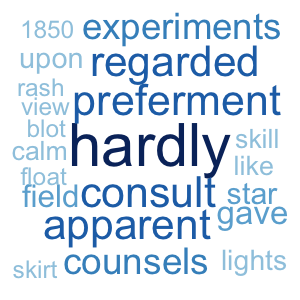 1850 experiments
upon regarded
rash
view preferment
blot
calm hardly skill
like
float
field consult star
apparent gave
counsels lights
skirt